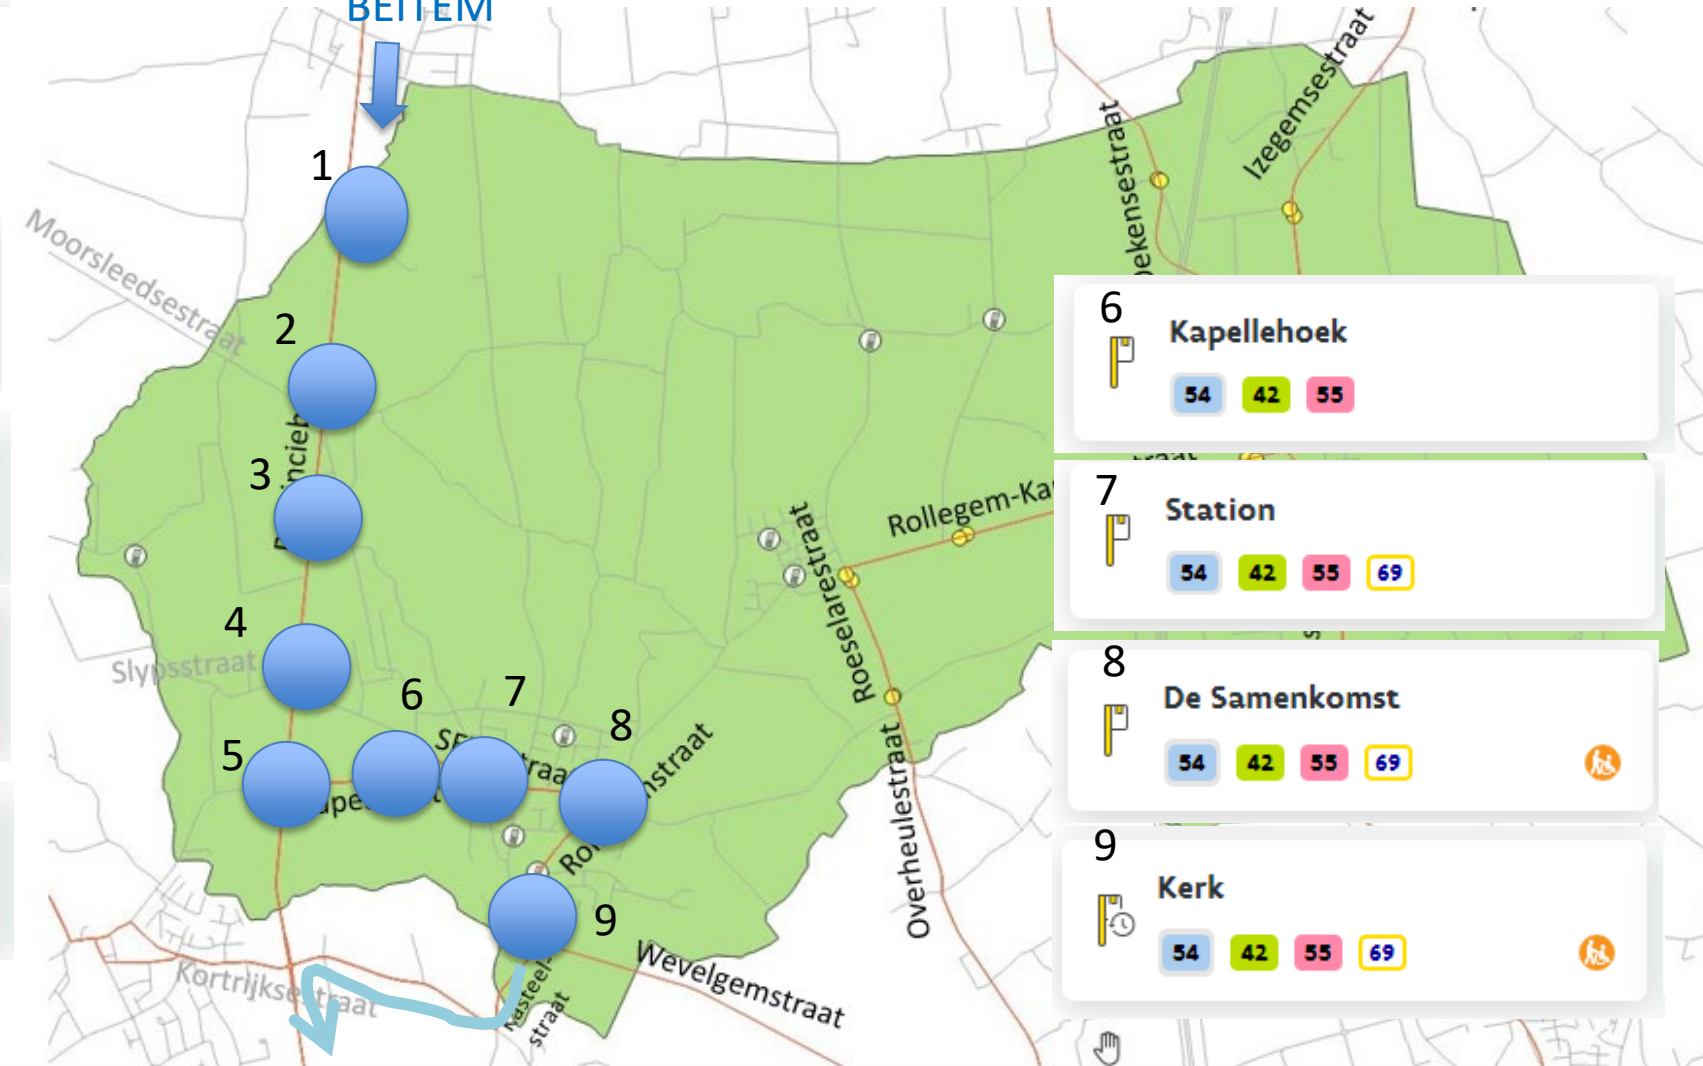 BEITEM
1
Moorsleedsestraat
2
3
4
Slypsstraat
5
6
7
8
9
Kortrijksestraat
Kasteel-
straat
Wevelgemstraat
Overheulestraat
Roeselarestraat
Izegemsestraat
6
Kapellehoek
54 42 55
7
Station
54 42 55 69
8
De Samenkomst
54 42 55 69
9
Kerk
54 42 55 69